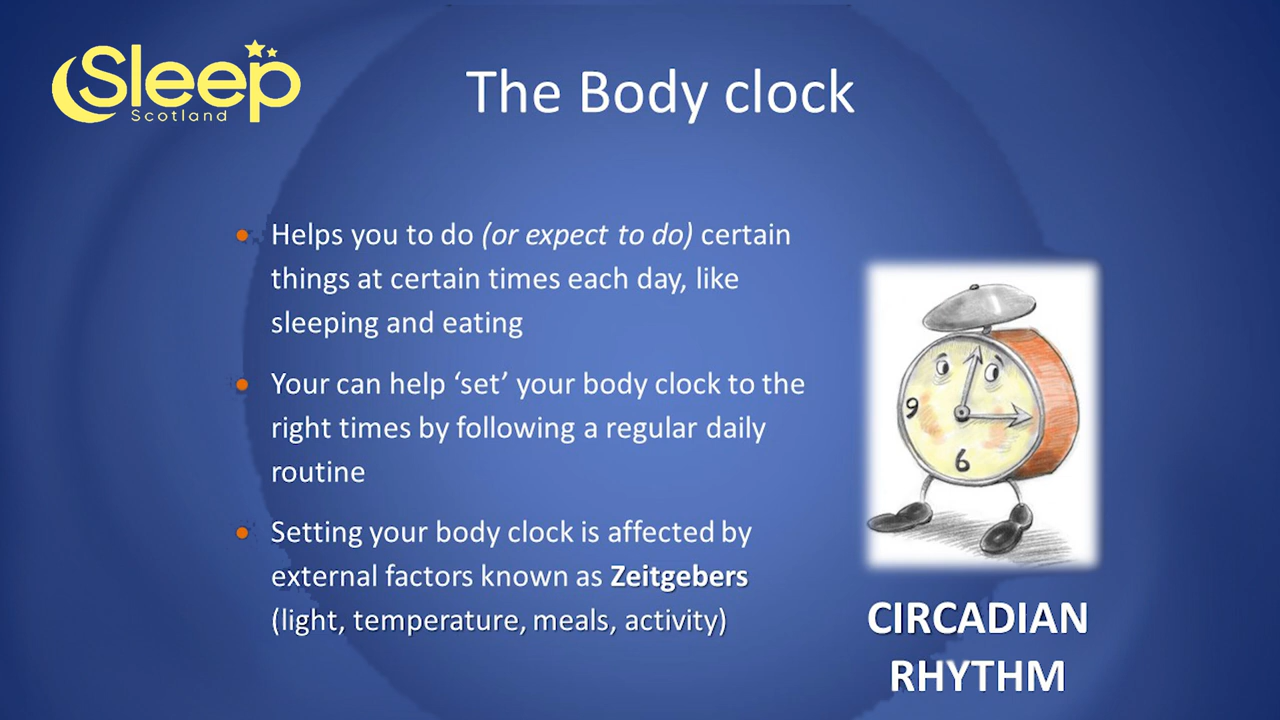 Sleep
Scotland
The Body clock
Helps you to do (or expect to do) certain
things at certain times each day, like
sleeping and eating
Your can help ‘set’ your body clock to the
right times by following a regular daily
routine
Setting your body clock is affected by
external factors known as Zeitgebers
(light, temperature, meals, activity)
9
6
CIRCADIAN
RHYTHM